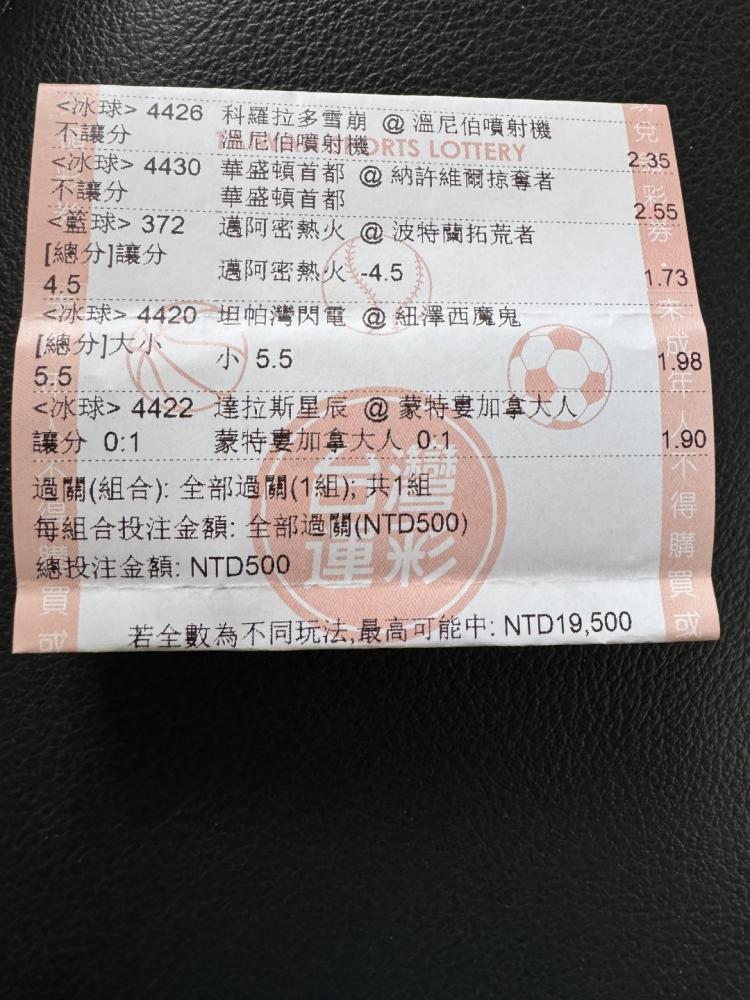 <冰球> 4426 科羅拉多雪崩 @ 溫尼伯噴射機
不讓分 溫尼伯噴射機 2.35
SPORTS LOTTERY
<冰球> 4430 華盛頓首都 @ 納許維爾掠奪者
不讓分 華盛頓首都 2.55
<籃球> 372 邁阿密熱火 @ 波特蘭拓荒者
[總分]讓分 邁阿密熱火 -4.5 1.73
4.5
<冰球> 4420 坦帕灣閃電 @ 紐澤西魔鬼
[總分]大小 小 5.5 1.98
5.5
<冰球> 4422 達拉斯星辰 @ 蒙特婁加拿大人
讓分 0:1 蒙特婁加拿大人 0:1 1.90
過關(組合): 全部過關(1組); 共1組
每組合投注金額: 全部過關(NTD500)
總投注金額: NTD500
若全數為不同玩法,最高可能中: NTD19,500
台灣運彩
彩券・未成年人不得購買或